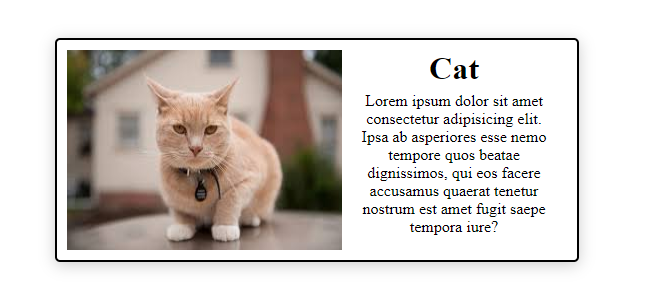 Cat
Lorem ipsum dolor sit amet
consectetur adipisicing elit.
Ipsa ab asperiores esse nemo
tempore quos beatae
dignissimos, qui eos facere
accusamus quaerat tenetur
nostrum est amet fugit saepe
tempora iure?